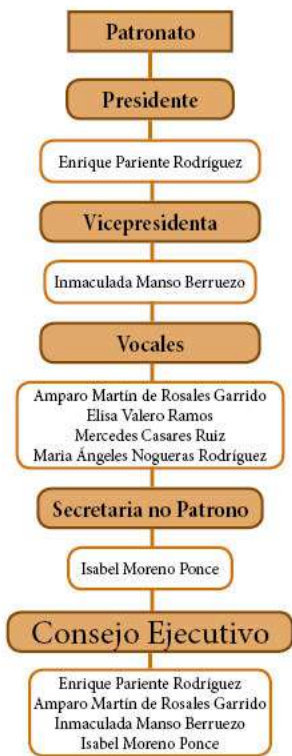 Patronato
Presidente
Enrique Pariente Rodríguez
Vicepresidenta
Inmaculada Manso Berruezo
Vocales
Amparo Martín de Rosales Garrido
Elisa Valero Ramos
Mercedes Casares Ruiz
Maria Ángeles Nogueras Rodríguez
Secretaria no Patrono
Isabel Moreno Ponce
Consejo Ejecutivo
Enrique Pariente Rodríguez
Amparo Martín de Rosales Garrido
Inmaculada Manso Berruezo
Isabel Moreno Ponce